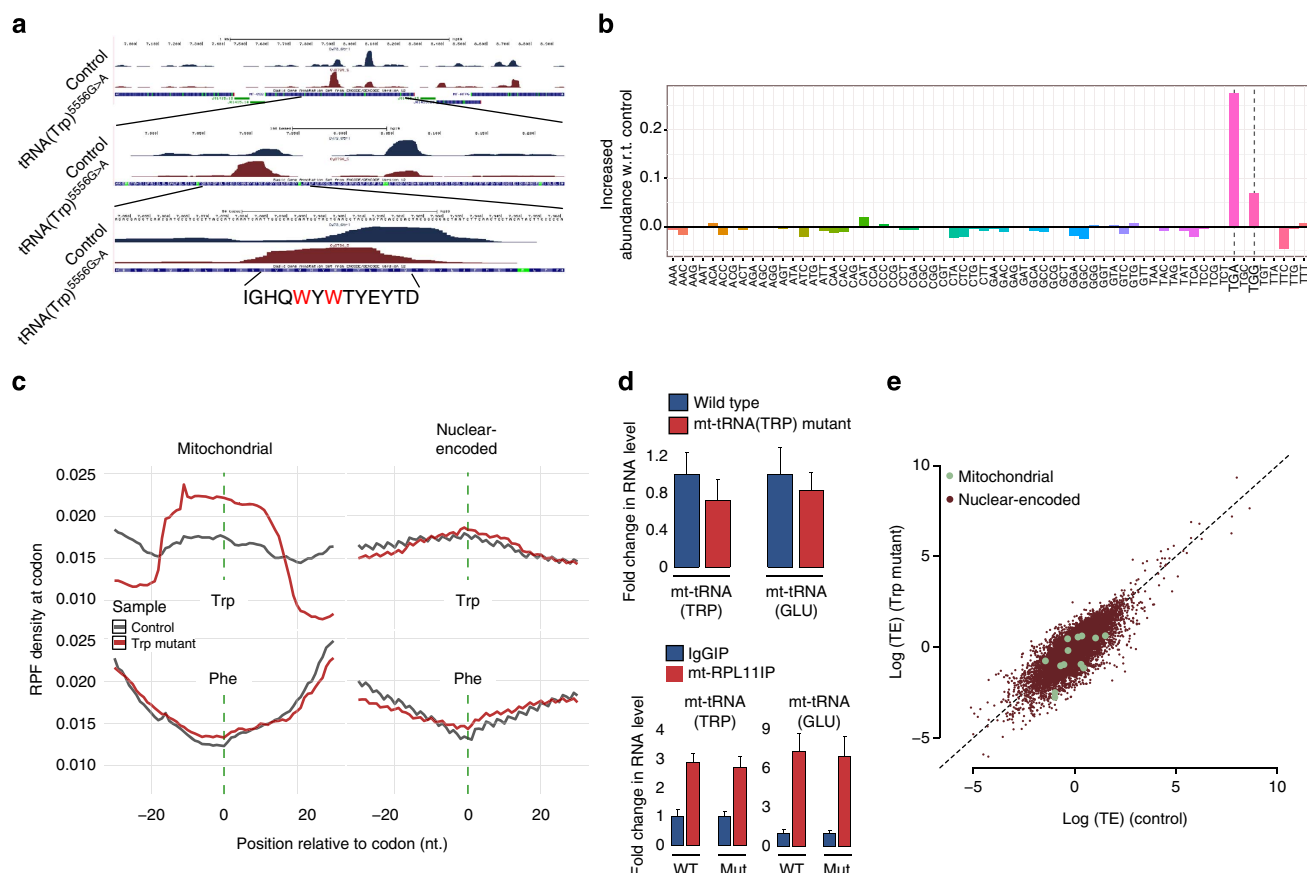 a
Control
tRNA(Trp)5556G>A
Control
tRNA(Trp)5556G>A
Control
tRNA(Trp)5556G>A
IGHQWYWTYEYTD
b
Increased
abundance w.r.t. control
0.2
0.1
0.0
AAA
AAC
AAG
AAT
ACA
ACC
ACG
ACT
AGA
AGC
AGG
AGT
ATA
ATC
ATG
ATT
CAA
CAC
CAG
CAT
CCA
CCC
CCG
CCT
CGA
CGC
CGG
CGT
CTA
CTC
CTG
CTT
GAA
GAC
GAG
GAT
GCA
GCC
GCG
GCT
GGA
GGC
GGG
GGT
GTA
GTC
GTG
GTT
TAA
TAC
TAG
TAT
TCA
TCC
TCG
TCT
TGA
TGC
TGG
TGT
TTA
TTC
TTG
TTT
c
Mitochondrial
Nuclear-
encoded
RPF density at codon
0.025
0.020
0.015
0.010
Trp
Trp
Sample
Control
Trp mutant
0.025
0.020
0.015
0.010
Phe
Phe
−20
0
20
−20
0
20
Position relative to codon (nt.)
d
Wild type
mt-tRNA(TRP) mutant
Fold change in RNA level
1.2
0.8
0.4
0
mt-tRNA
(TRP)
mt-tRNA
(GLU)
IgGIP
mt-RPL11IP
Fold change in RNA level
mt-tRNA
(TRP)
mt-tRNA
(GLU)
4
3
2
1
0
9
6
3
0
WT
Mut
WT
Mut
e
Log (TE) (Trp mutant)
10
5
0
−5
Mitochondrial
Nuclear-encoded
−5
0
5
10
Log (TE) (control)